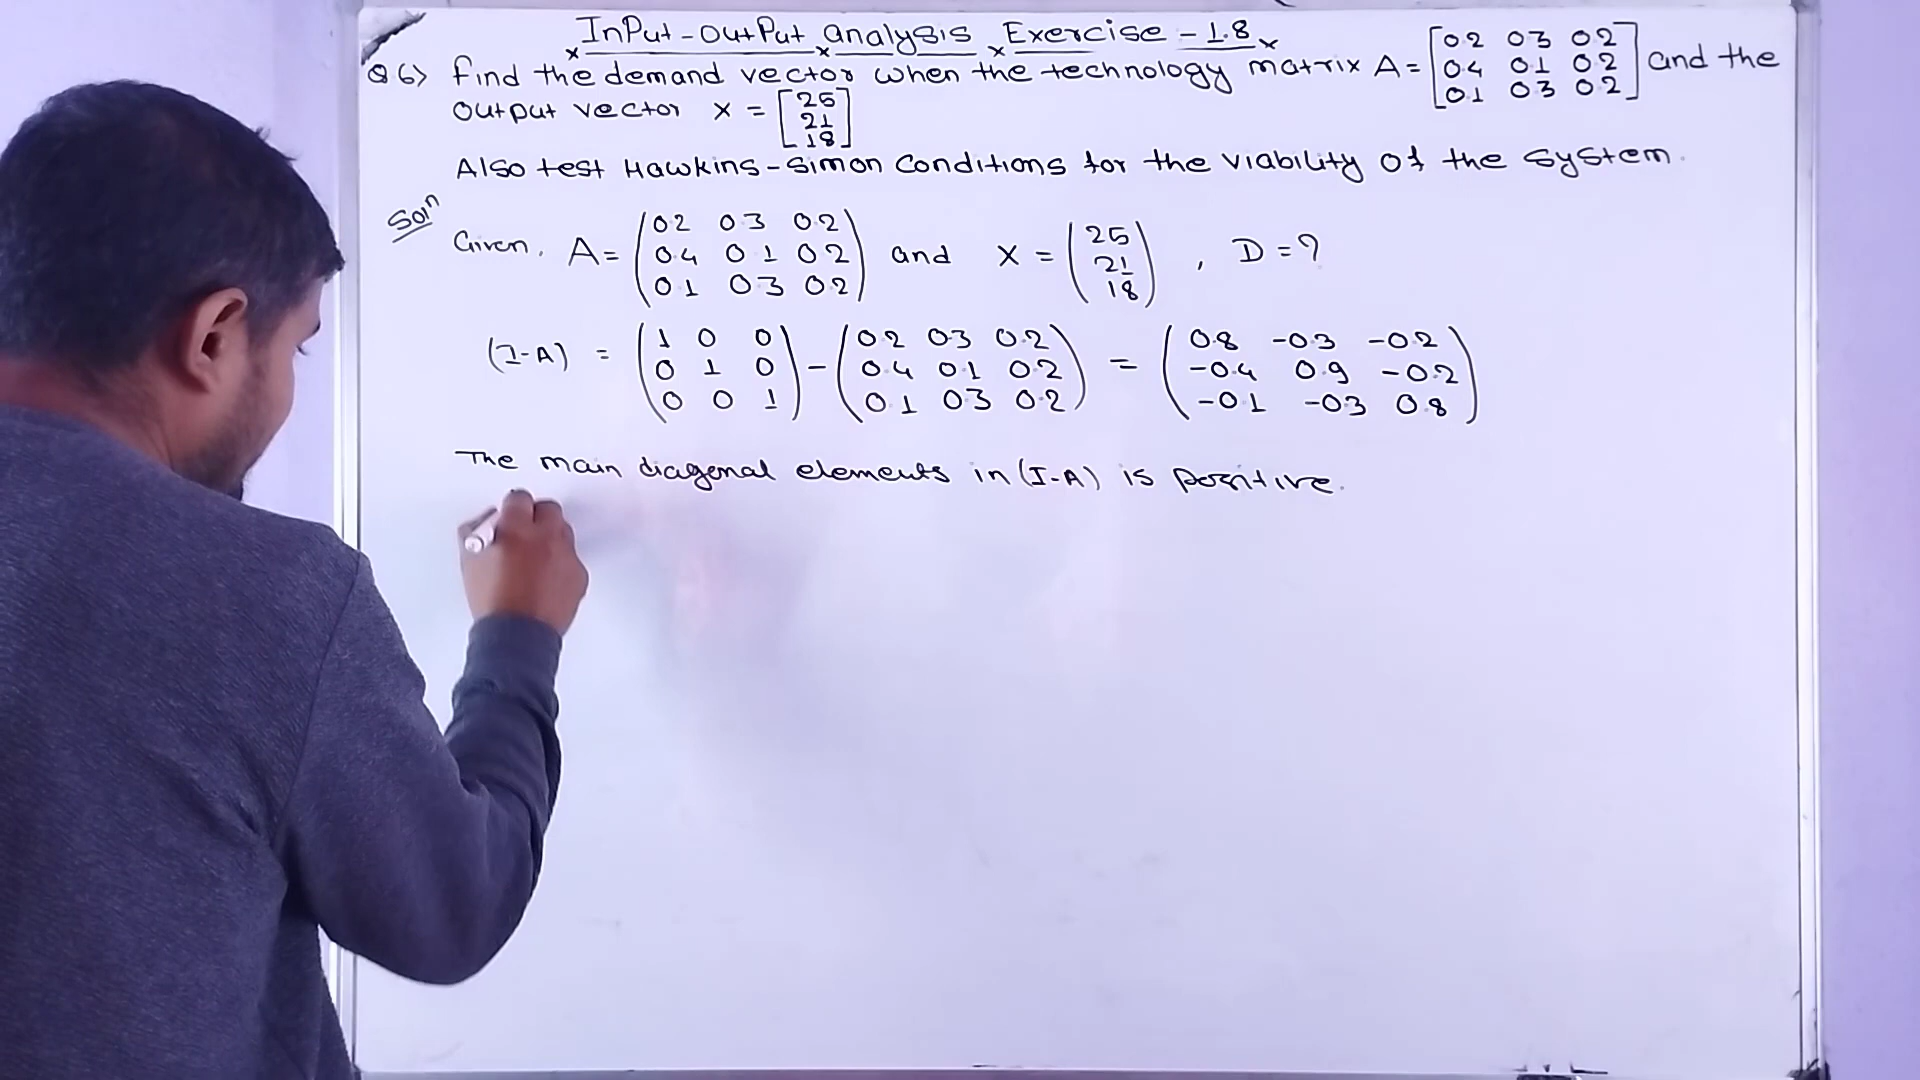 InPut-OutPut analysis Exercise-1.8
Q 6> Find the demand vector when the technology matrix A = [0.2 0.3 0.2
0.4 0.1 0.2
0.1 0.3 0.2] and the
output vector X = [25
21
18]
Also test Hawkins-Simon conditions for the viability of the system.
Solⁿ
Given, A = (0.2 0.3 0.2
0.4 0.1 0.2
0.1 0.3 0.2) and X = (25
21
18), D = ?
(I-A) = (1 0 0
0 1 0
0 0 1) - (0.2 0.3 0.2
0.4 0.1 0.2
0.1 0.3 0.2) = (0.8 -0.3 -0.2
-0.4 0.9 -0.2
-0.1 -0.3 0.8)
The main diagonal elements in (I-A) is positive.